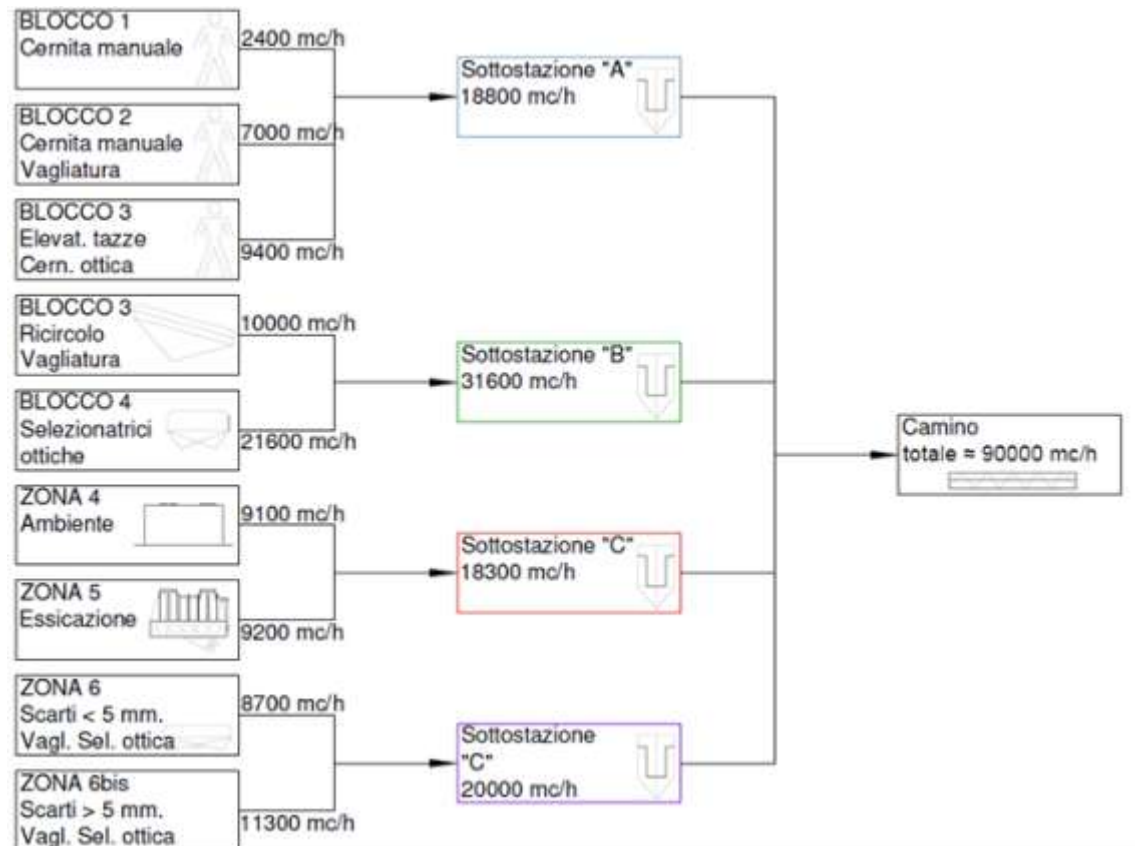 BLOCCO 1
Cernita manuale
2400 mc/h
BLOCCO 2
Cernita manuale
Vagliatura
7000 mc/h
BLOCCO 3
Elevat. tazze
Cern. ottica
9400 mc/h
BLOCCO 3
Ricircolo
Vagliatura
10000 mc/h
BLOCCO 4
Selezionatrici
ottiche
21600 mc/h
ZONA 4
Ambiente
9100 mc/h
ZONA 5
Essicazione
9200 mc/h
ZONA 6
Scarti < 5 mm.
Vagl. Sel. ottica
8700 mc/h
ZONA 6bis
Scarti > 5 mm.
Vagl. Sel. ottica
11300 mc/h
Sottostazione "A"
18800 mc/h
Sottostazione "B"
31600 mc/h
Sottostazione "C"
18300 mc/h
Sottostazione
"C"
20000 mc/h
Camino
totale = 90000 mc/h